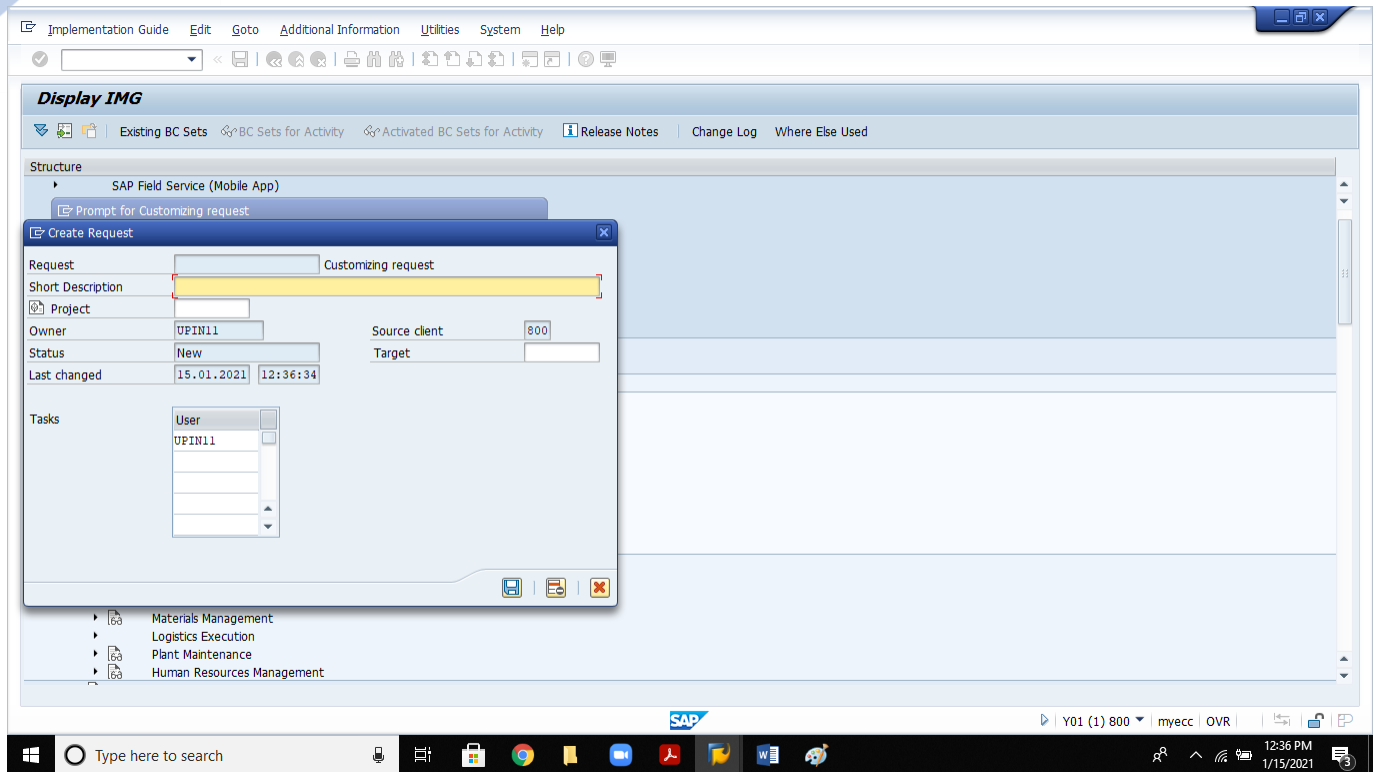 Implementation Guide Edit Goto Additional Information Utilities System Help
Display IMG
Existing BC Sets BC Sets for Activity Activated BC Sets for Activity Release Notes Change Log Where Else Used
Structure
SAP Field Service (Mobile App)
Prompt for Customizing request
Create Request
Request Customizing request
Short Description
Project
Owner UPIN11 Source client 800
Status New Target
Last changed 15.01.2021 12:36:34
Tasks User
UPIN11
Materials Management
Logistics Execution
Plant Maintenance
Human Resources Management
SAP Y01 (1) 800 myecc OVR
Type here to search 12:36 PM
1/15/2021 3